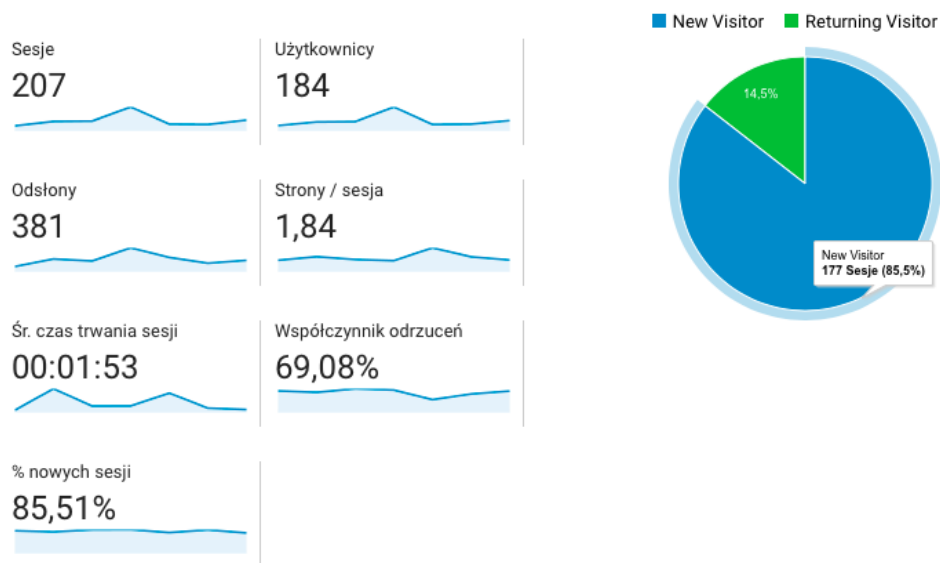 New Visitor
Returning Visitor
Sesje
207
Użytkownicy
184
14,5%
Odsłony
381
Strony / sesja
1,84
New Visitor
177 Sesje (85,5%)
Śr. czas trwania sesji
00:01:53
Współczynnik odrzuceń
69,08%
% nowych sesji
85,51%